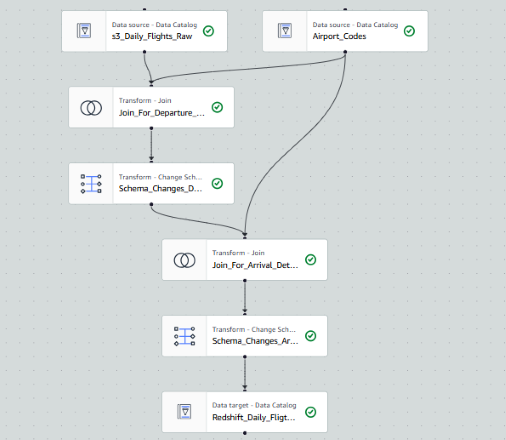 Data source - Data Catalog
s3_Daily_Flights_Raw
Data source - Data Catalog
Airport_Codes
Transform - Join
Join_For_Departure_...
Transform - Change Sch...
Schema_Changes_D...
Transform - Join
Join_For_Arrival_Det...
Transform - Change Sch...
Schema_Changes_Ar...
Data target - Data Catalog
Redshift_Daily_Fligt...